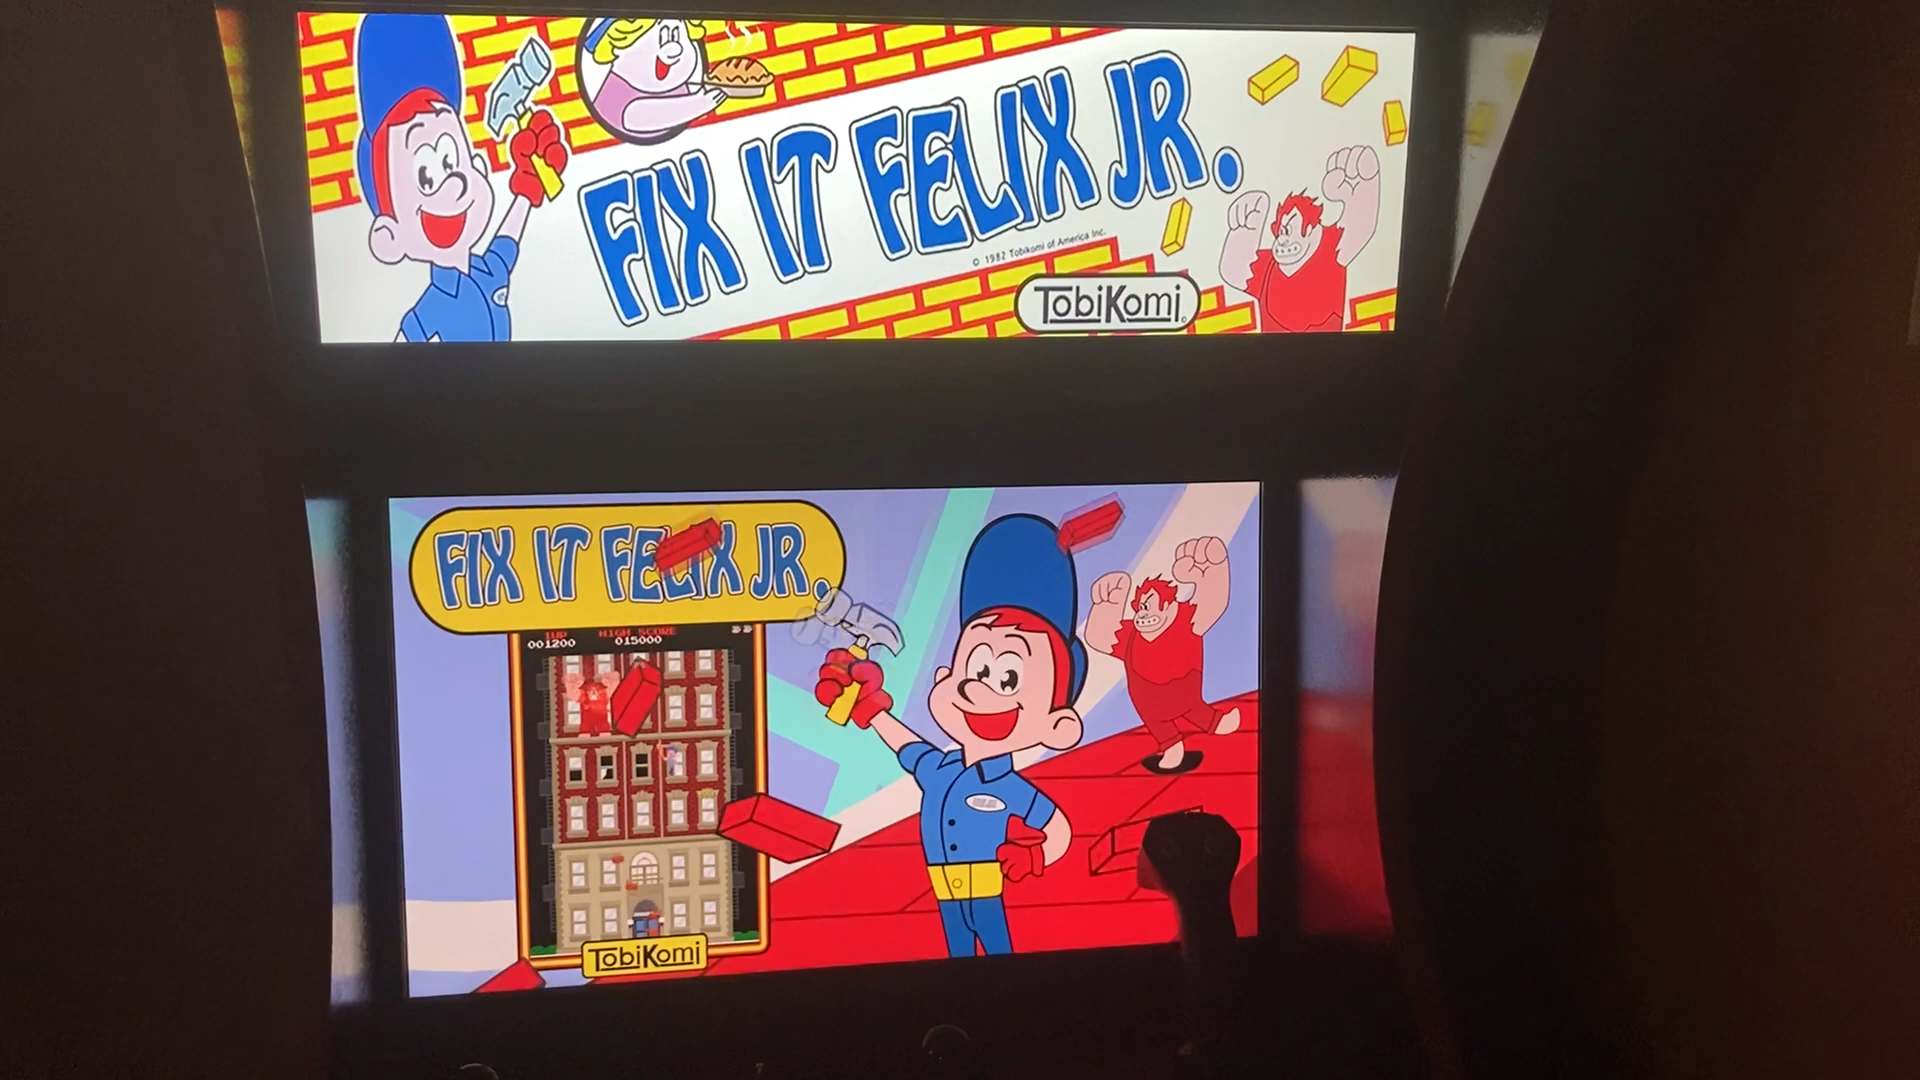 FIX IT FELIX JR.
© 1982 Tobikomi of America Inc.
TobiKomi
FIX IT FELIX JR.
1UP HIGH SCORE
001200 015000
TobiKomi